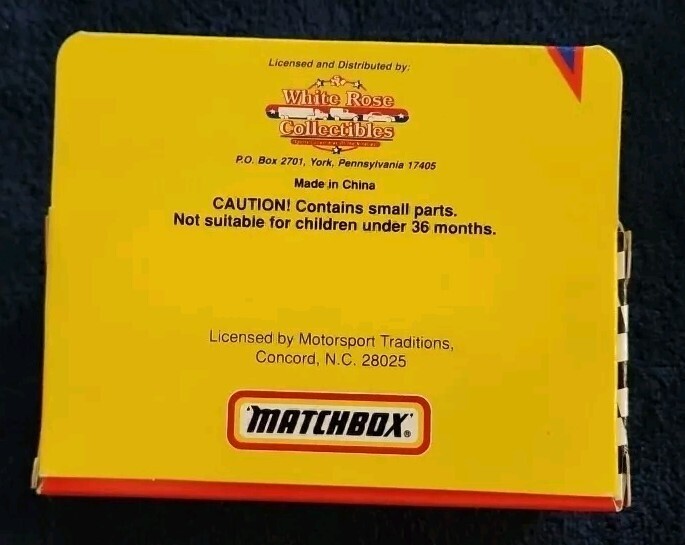 Licensed and Distributed by:
White Rose
Collectibles
P.O. Box 2701, York, Pennsylvania 17405
Made in China
CAUTION! Contains small parts.
Not suitable for children under 36 months.
Licensed by Motorsport Traditions,
Concord, N.C. 28025
"MATCHBOX"®